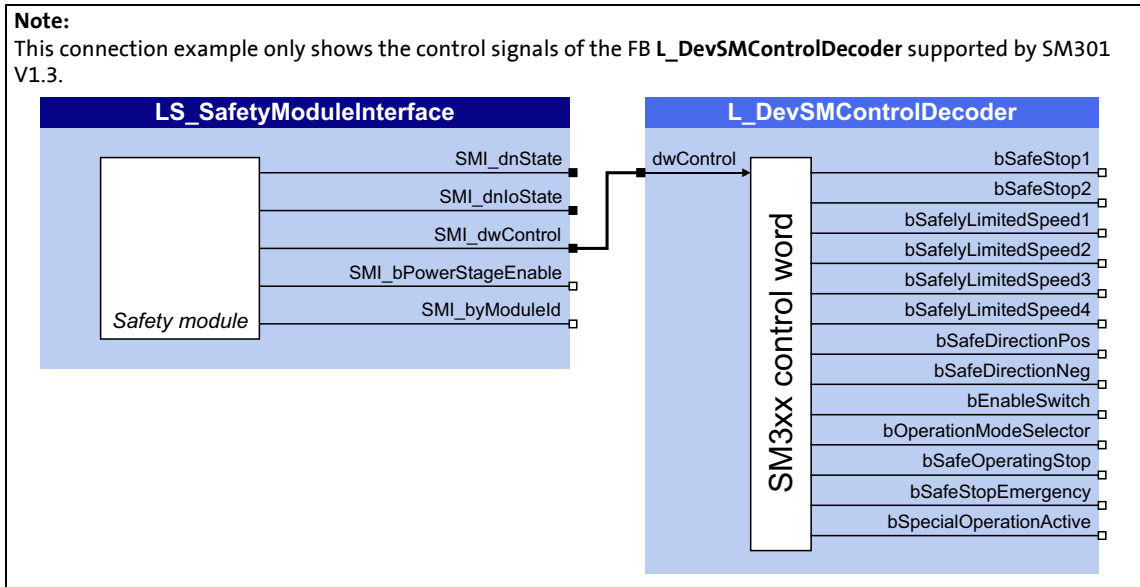 Note:
This connection example only shows the control signals of the FB L_DevSMControlDecoder supported by SM301
V1.3.
LS_SafetyModuleInterface
SMI_dnState
SMI_dnIoState
SMI_dwControl
SMI_bPowerStageEnable
SMI_byModuleId
Safety module
L_DevSMControlDecoder
dwControl
SM3xx control word
bSafeStop1
bSafeStop2
bSafelyLimitedSpeed1
bSafelyLimitedSpeed2
bSafelyLimitedSpeed3
bSafelyLimitedSpeed4
bSafeDirectionPos
bSafeDirectionNeg
bEnableSwitch
bOperationModeSelector
bSafeOperatingStop
bSafeStopEmergency
bSpecialOperationActive